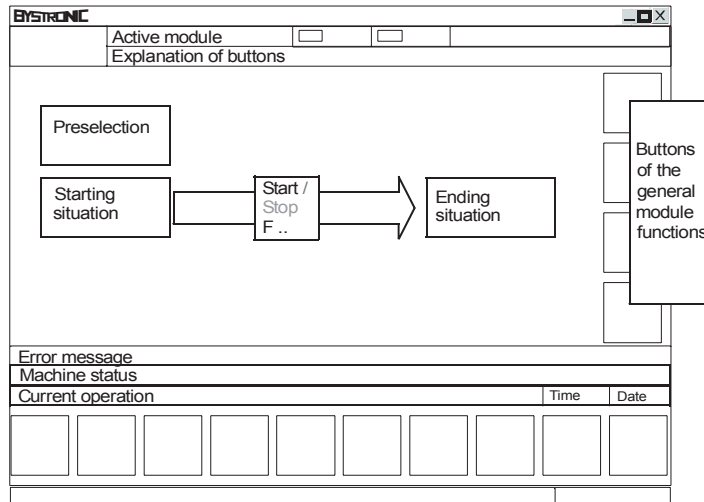 BYSTRONIC
Active module
Explanation of buttons
Preselection
Starting
situation
Start /
Stop
F ..
Ending
situation
Buttons
of the
general
module
functions
Error message
Machine status
Current operation
Time
Date